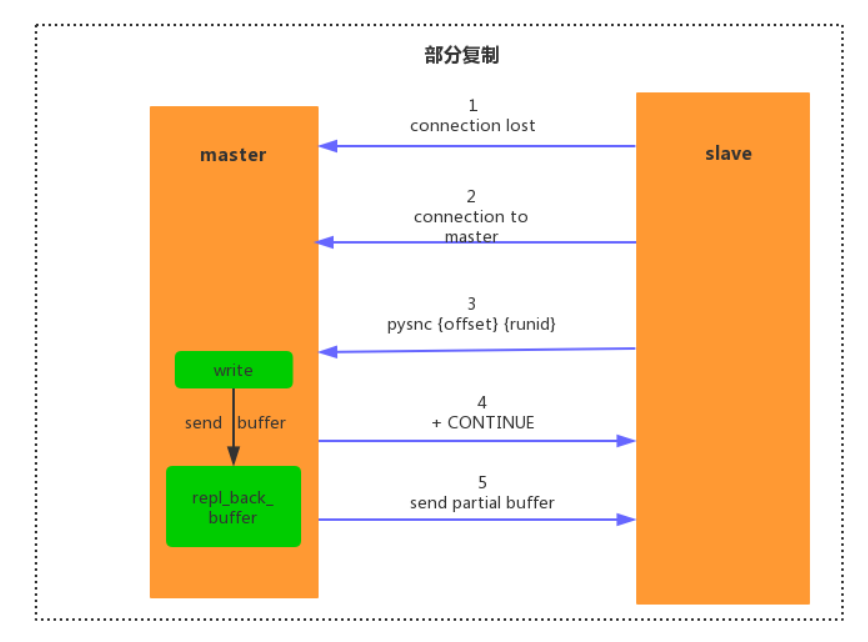 部分复制
master
slave
1
connection lost
2
connection to
master
3
pysnc {offset} {runid}
write
send buffer
4
+ CONTINUE
repl_back_
buffer
5
send partial buffer